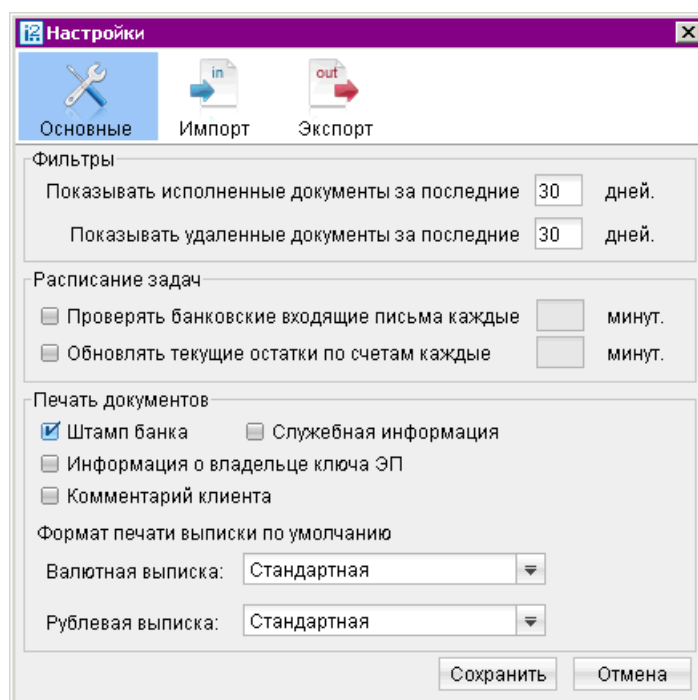 Настройки
in out
Основные Импорт Экспорт
Фильтры
Показывать исполненные документы за последние 30 дней.
Показывать удаленные документы за последние 30 дней.
Расписание задач
Проверять банковские входящие письма каждые минут.
Обновлять текущие остатки по счетам каждые минут.
Печать документов
Штамп банка Служебная информация
Информация о владельце ключа ЭП
Комментарий клиента
Формат печати выписки по умолчанию
Валютная выписка: Стандартная
Рублевая выписка: Стандартная
Сохранить Отмена